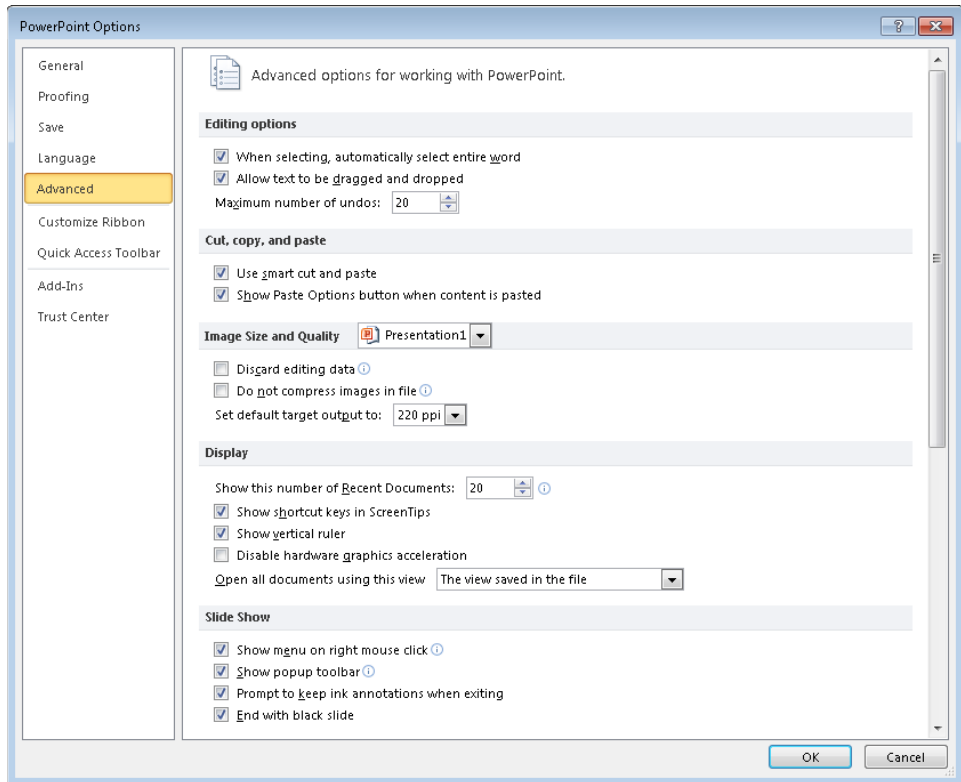 PowerPoint Options
General
Proofing
Save
Language
Advanced
Customize Ribbon
Quick Access Toolbar
Add-Ins
Trust Center
Advanced options for working with PowerPoint.
Editing options
When selecting, automatically select entire word
Allow text to be dragged and dropped
Maximum number of undos: 20
Cut, copy, and paste
Use smart cut and paste
Show Paste Options button when content is pasted
Image Size and Quality Presentation1
Discard editing data
Do not compress images in file
Set default target output to: 220 ppi
Display
Show this number of Recent Documents: 20
Show shortcut keys in ScreenTips
Show vertical ruler
Disable hardware graphics acceleration
Open all documents using this view The view saved in the file
Slide Show
Show menu on right mouse click
Show popup toolbar
Prompt to keep ink annotations when exiting
End with black slide
OK Cancel